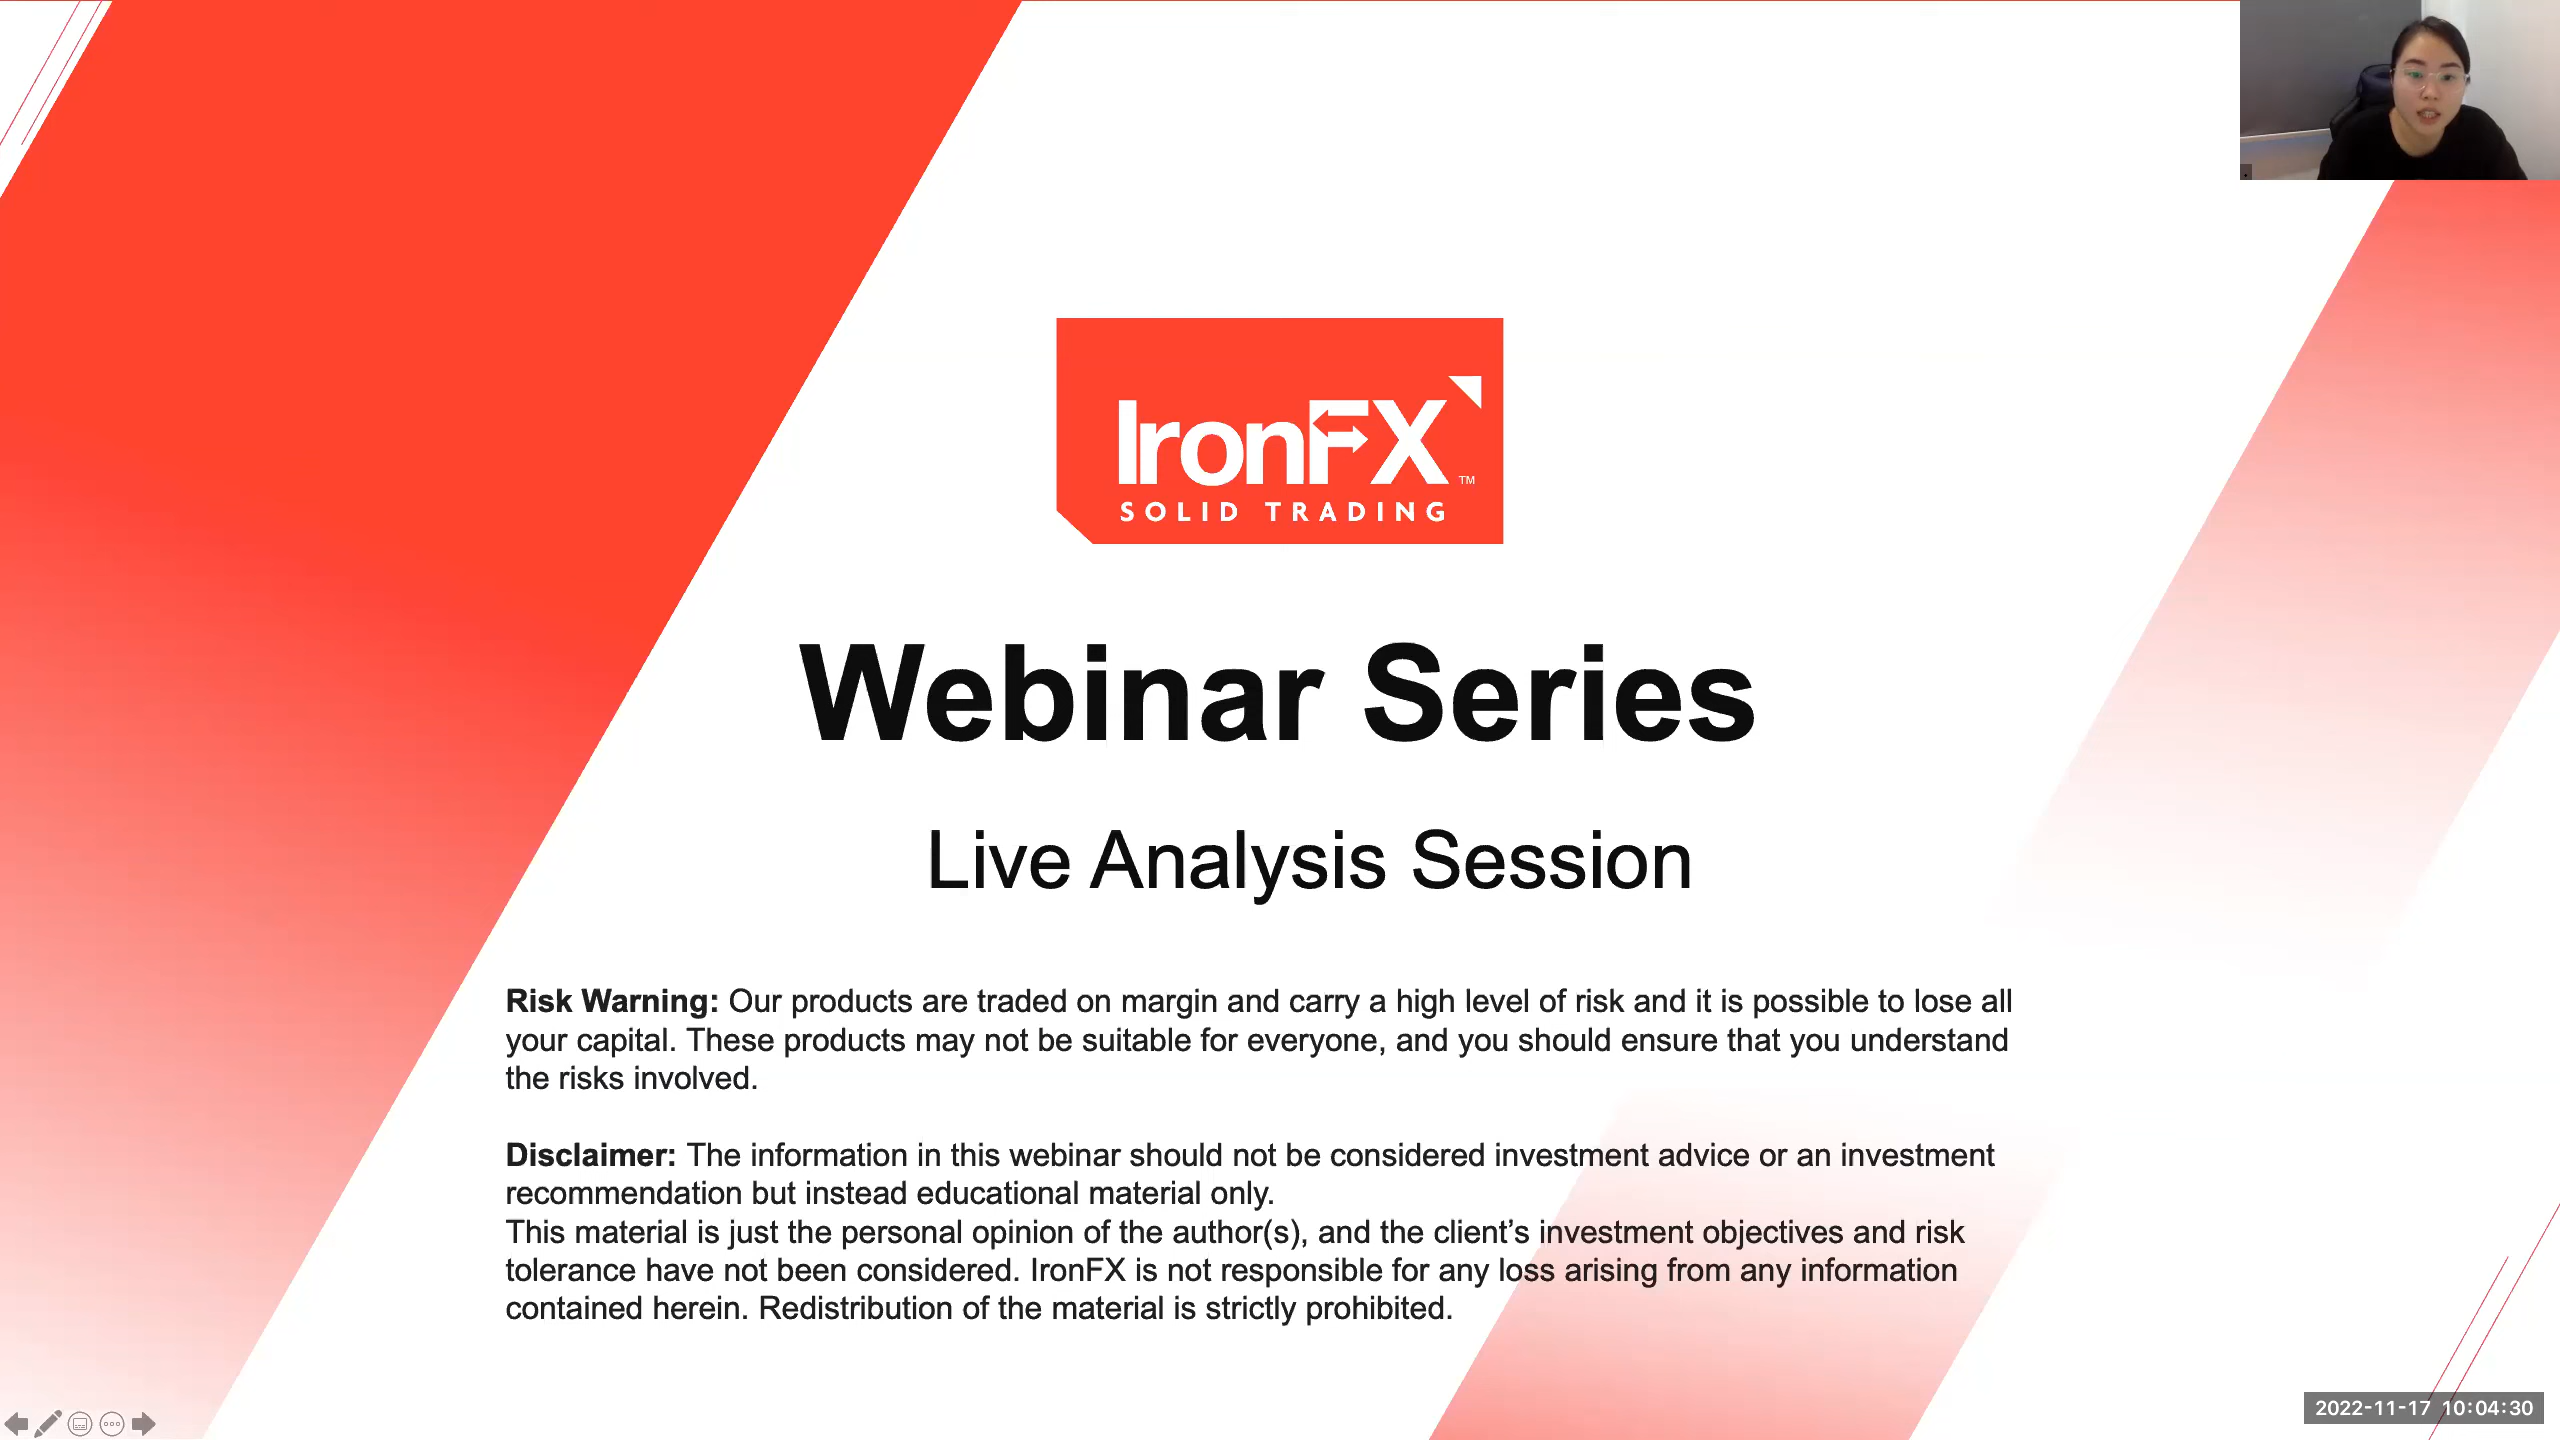 IronFX
TM
SOLID TRADING
Webinar Series
Live Analysis Session
Risk Warning: Our products are traded on margin and carry a high level of risk and it is possible to lose all
your capital. These products may not be suitable for everyone, and you should ensure that you understand
the risks involved.
Disclaimer: The information in this webinar should not be considered investment advice or an investment
recommendation but instead educational material only.
This material is just the personal opinion of the author(s), and the client’s investment objectives and risk
tolerance have not been considered. IronFX is not responsible for any loss arising from any information
contained herein. Redistribution of the material is strictly prohibited.
2022-11-17 10:04:30